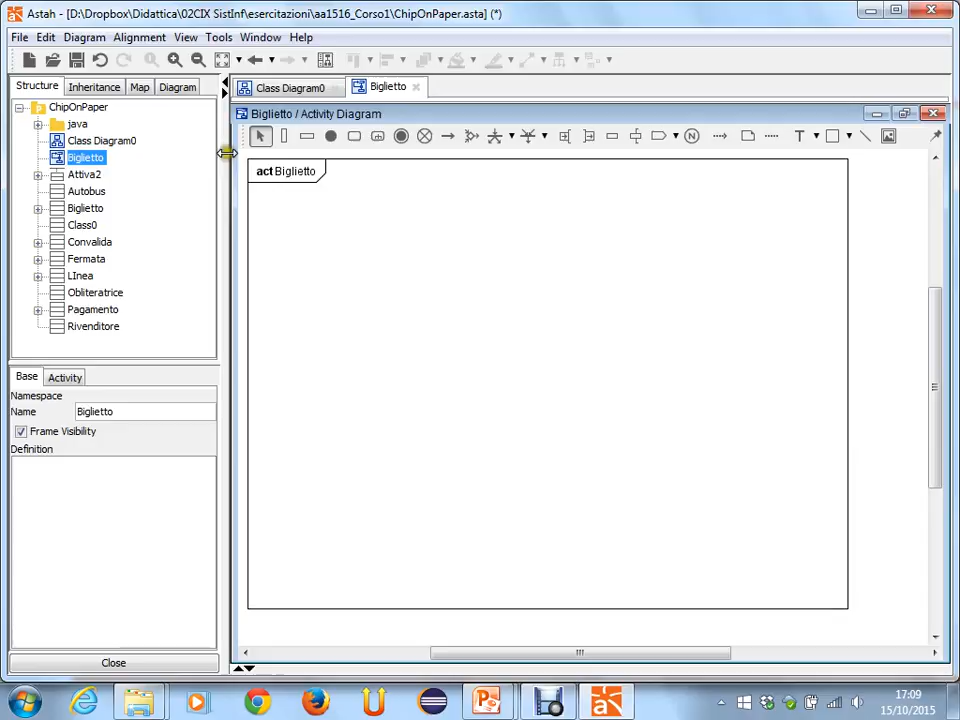 Astah - [D:\Dropbox\Didattica\02CIX SistInf\esercitazioni\aa1516_Corso1\ChipOnPaper.asta] (*)
File Edit Diagram Alignment View Tools Window Help
Structure Inheritance Map Diagram
Class Diagram0 Biglietto
ChipOnPaper
java
Class Diagram0
Biglietto
Attiva2
Autobus
Biglietto
Class0
Convalida
Fermata
LInea
Obliteratrice
Pagamento
Rivenditore
Biglietto / Activity Diagram
N T
act Biglietto
Base Activity
Namespace
Name Biglietto
Frame Visibility
Definition
Close
17:09
15/10/2015